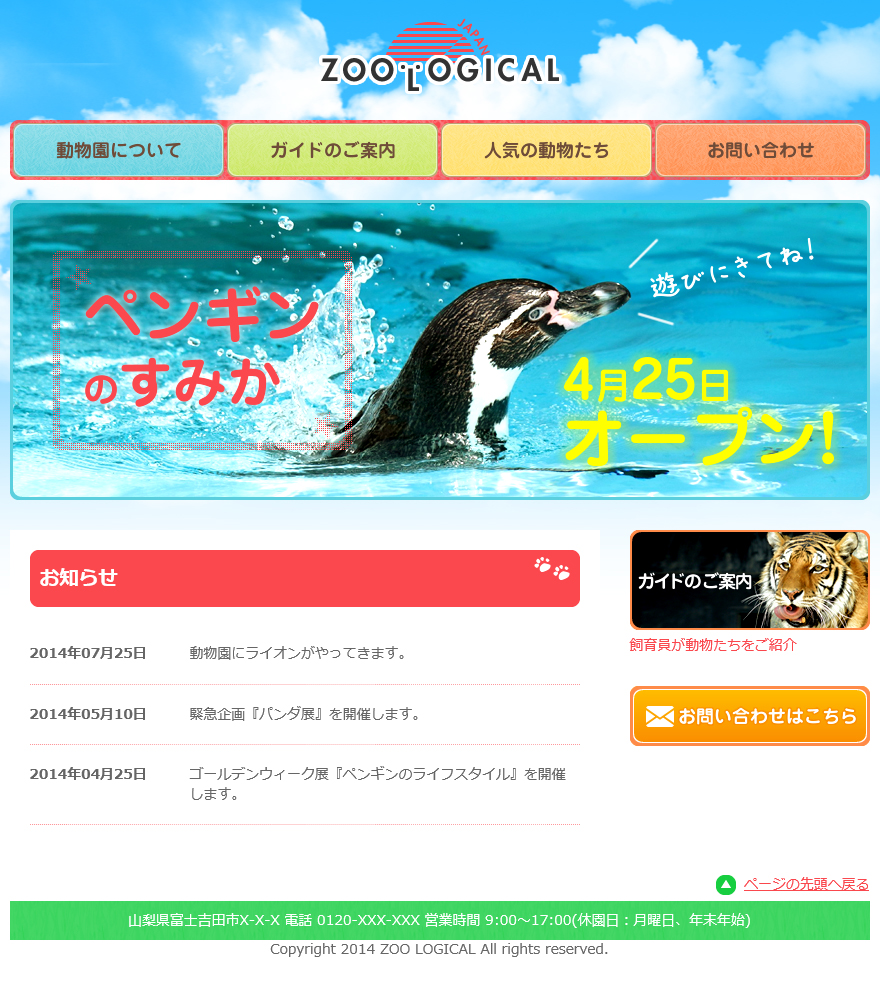 JAPAN
ZOOLOGICAL
動物園について
ガイドのご案内
人気の動物たち
お問い合わせ
遊びにきてね!
ペンギン
のすみか
4月25日
オープン!
お知らせ
2014年07月25日 動物園にライオンがやってきます。
2014年05月10日 緊急企画『パンダ展』を開催します。
2014年04月25日 ゴールデンウィーク展『ペンギンのライフスタイル』を開催
します。
ガイドのご案内
飼育員が動物たちをご紹介
お問い合わせはこちら
ページの先頭へ戻る
山梨県富士吉田市X-X-X 電話 0120-XXX-XXX 営業時間 9:00～17:00(休園日：月曜日、年末年始)
Copyright 2014 ZOO LOGICAL All rights reserved.